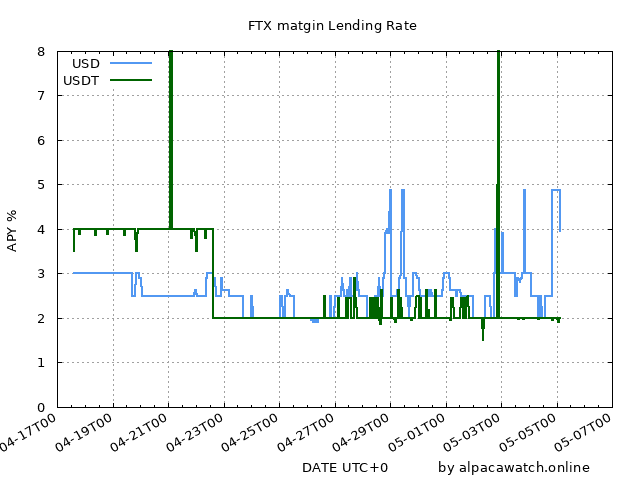 FTX matgin Lending Rate
USD
USDT
8
7
6
5
4
3
2
1
0
APY %
04-17T00 04-19T00 04-21T00 04-23T00 04-25T00 04-27T00 04-29T00 05-01T00 05-03T00 05-05T00 05-07T00
DATE UTC+0 by alpacawatch.online